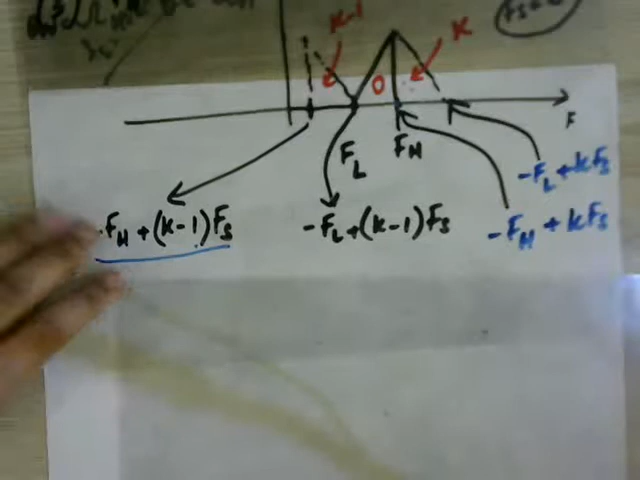 k-1
K
0
F
F_L
F_H
-F_L + kF_S
-F_H + (k-1)F_S
-F_L + (k-1)F_S
-F_H + kF_S